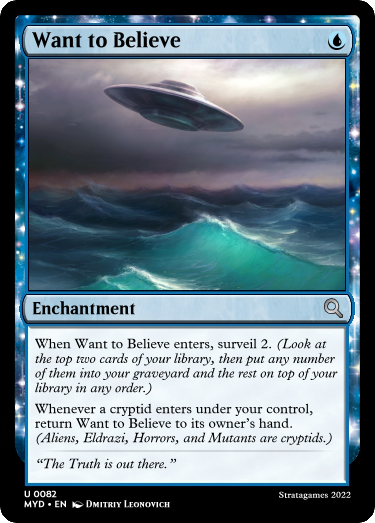 Want to Believe
Enchantment
When Want to Believe enters, surveil 2. (Look at
the top two cards of your library, then put any number
of them into your graveyard and the rest on top of your
library in any order.)
Whenever a cryptid enters under your control,
return Want to Believe to its owner's hand.
(Aliens, Eldrazi, Horrors, and Mutants are cryptids.)
"The Truth is out there."
U 0082
MYD • EN Dmitriy Leonovich
Stratagames 2022